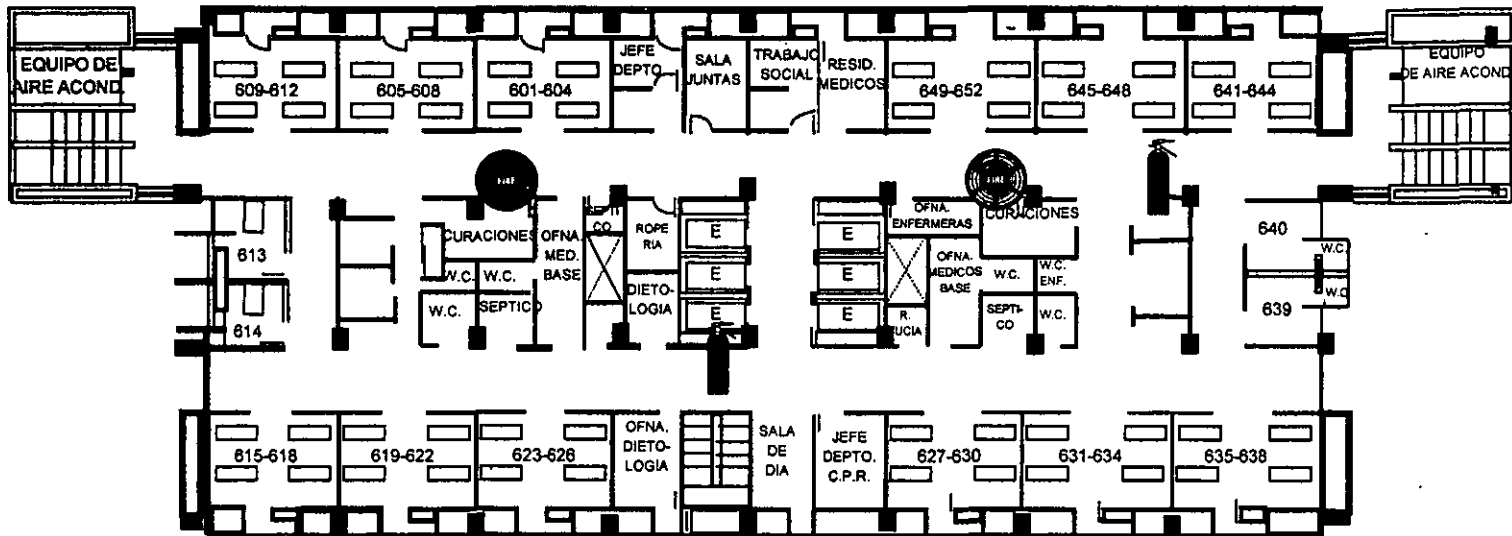 EQUIPO DE
AIRE ACOND.
609-612
605-608
601-604
JEFE
DEPTO.
SALA
JUNTAS
TRABAJO
SOCIAL
RESID.
MEDICOS
649-652
645-648
641-644
EQUIPO
DE AIRE ACOND.
FIRE
FIRE
613
614
CURACIONES
W.C.
W.C.
W.C.
SEPTICO
OFNA.
MED.
BASE
SEPTI
CO
ROPE
RIA
DIETO-
LOGIA
E
E
E
E
E
E
OFNA.
ENFERMERAS
CURACIONES
OFNA.
MEDICOS
BASE
W.C.
W.C.
ENF.
R.
SUCIA
SEPTI-
CO
W.C.
640
W.C.
W.C.
639
615-618
619-622
623-626
OFNA.
DIETO-
LOGIA
SALA
DE
DIA
JEFE
DEPTO.
C.P.R.
627-630
631-634
635-638